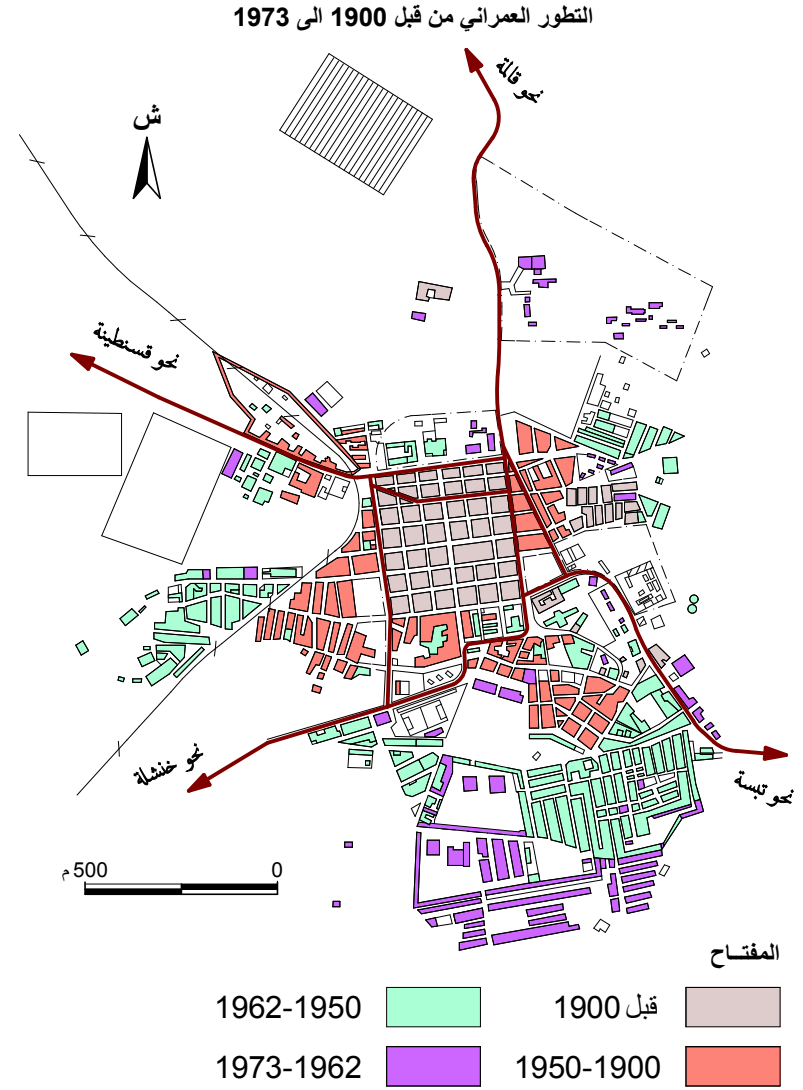 التطور العمراني من قبل 1900 الى 1973
نحو قالمة
ش
نحو قسنطينة
نحو خنشلة
نحو تبسة
500 م
0
المفتــاح
قبل 1900
1962-1950
1950-1900
1973-1962